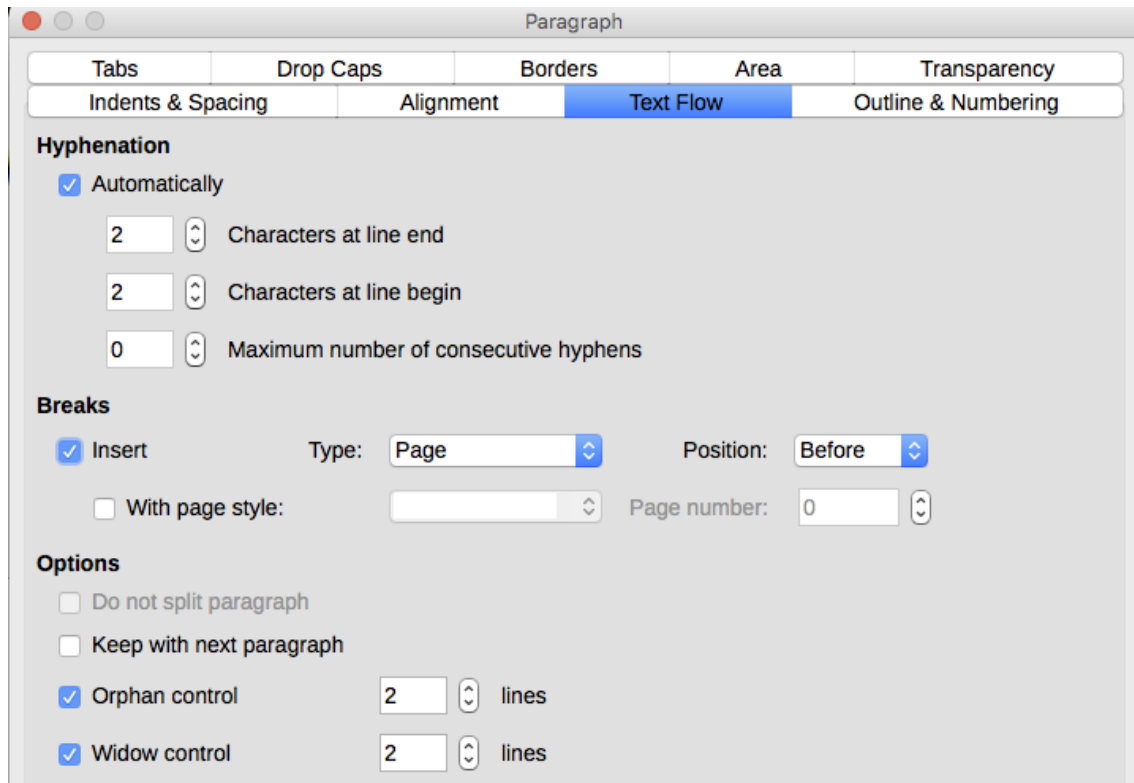 Paragraph
Tabs Drop Caps Borders Area Transparency
Indents & Spacing Alignment Text Flow Outline & Numbering
Hyphenation
Automatically
2 Characters at line end
2 Characters at line begin
0 Maximum number of consecutive hyphens
Breaks
Insert Type: Page Position: Before
With page style: Page number: 0
Options
Do not split paragraph
Keep with next paragraph
Orphan control 2 lines
Widow control 2 lines